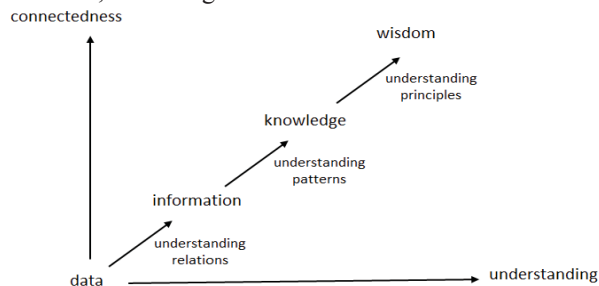 connectedness
wisdom
understanding
principles
knowledge
understanding
patterns
information
understanding
relations
data
understanding